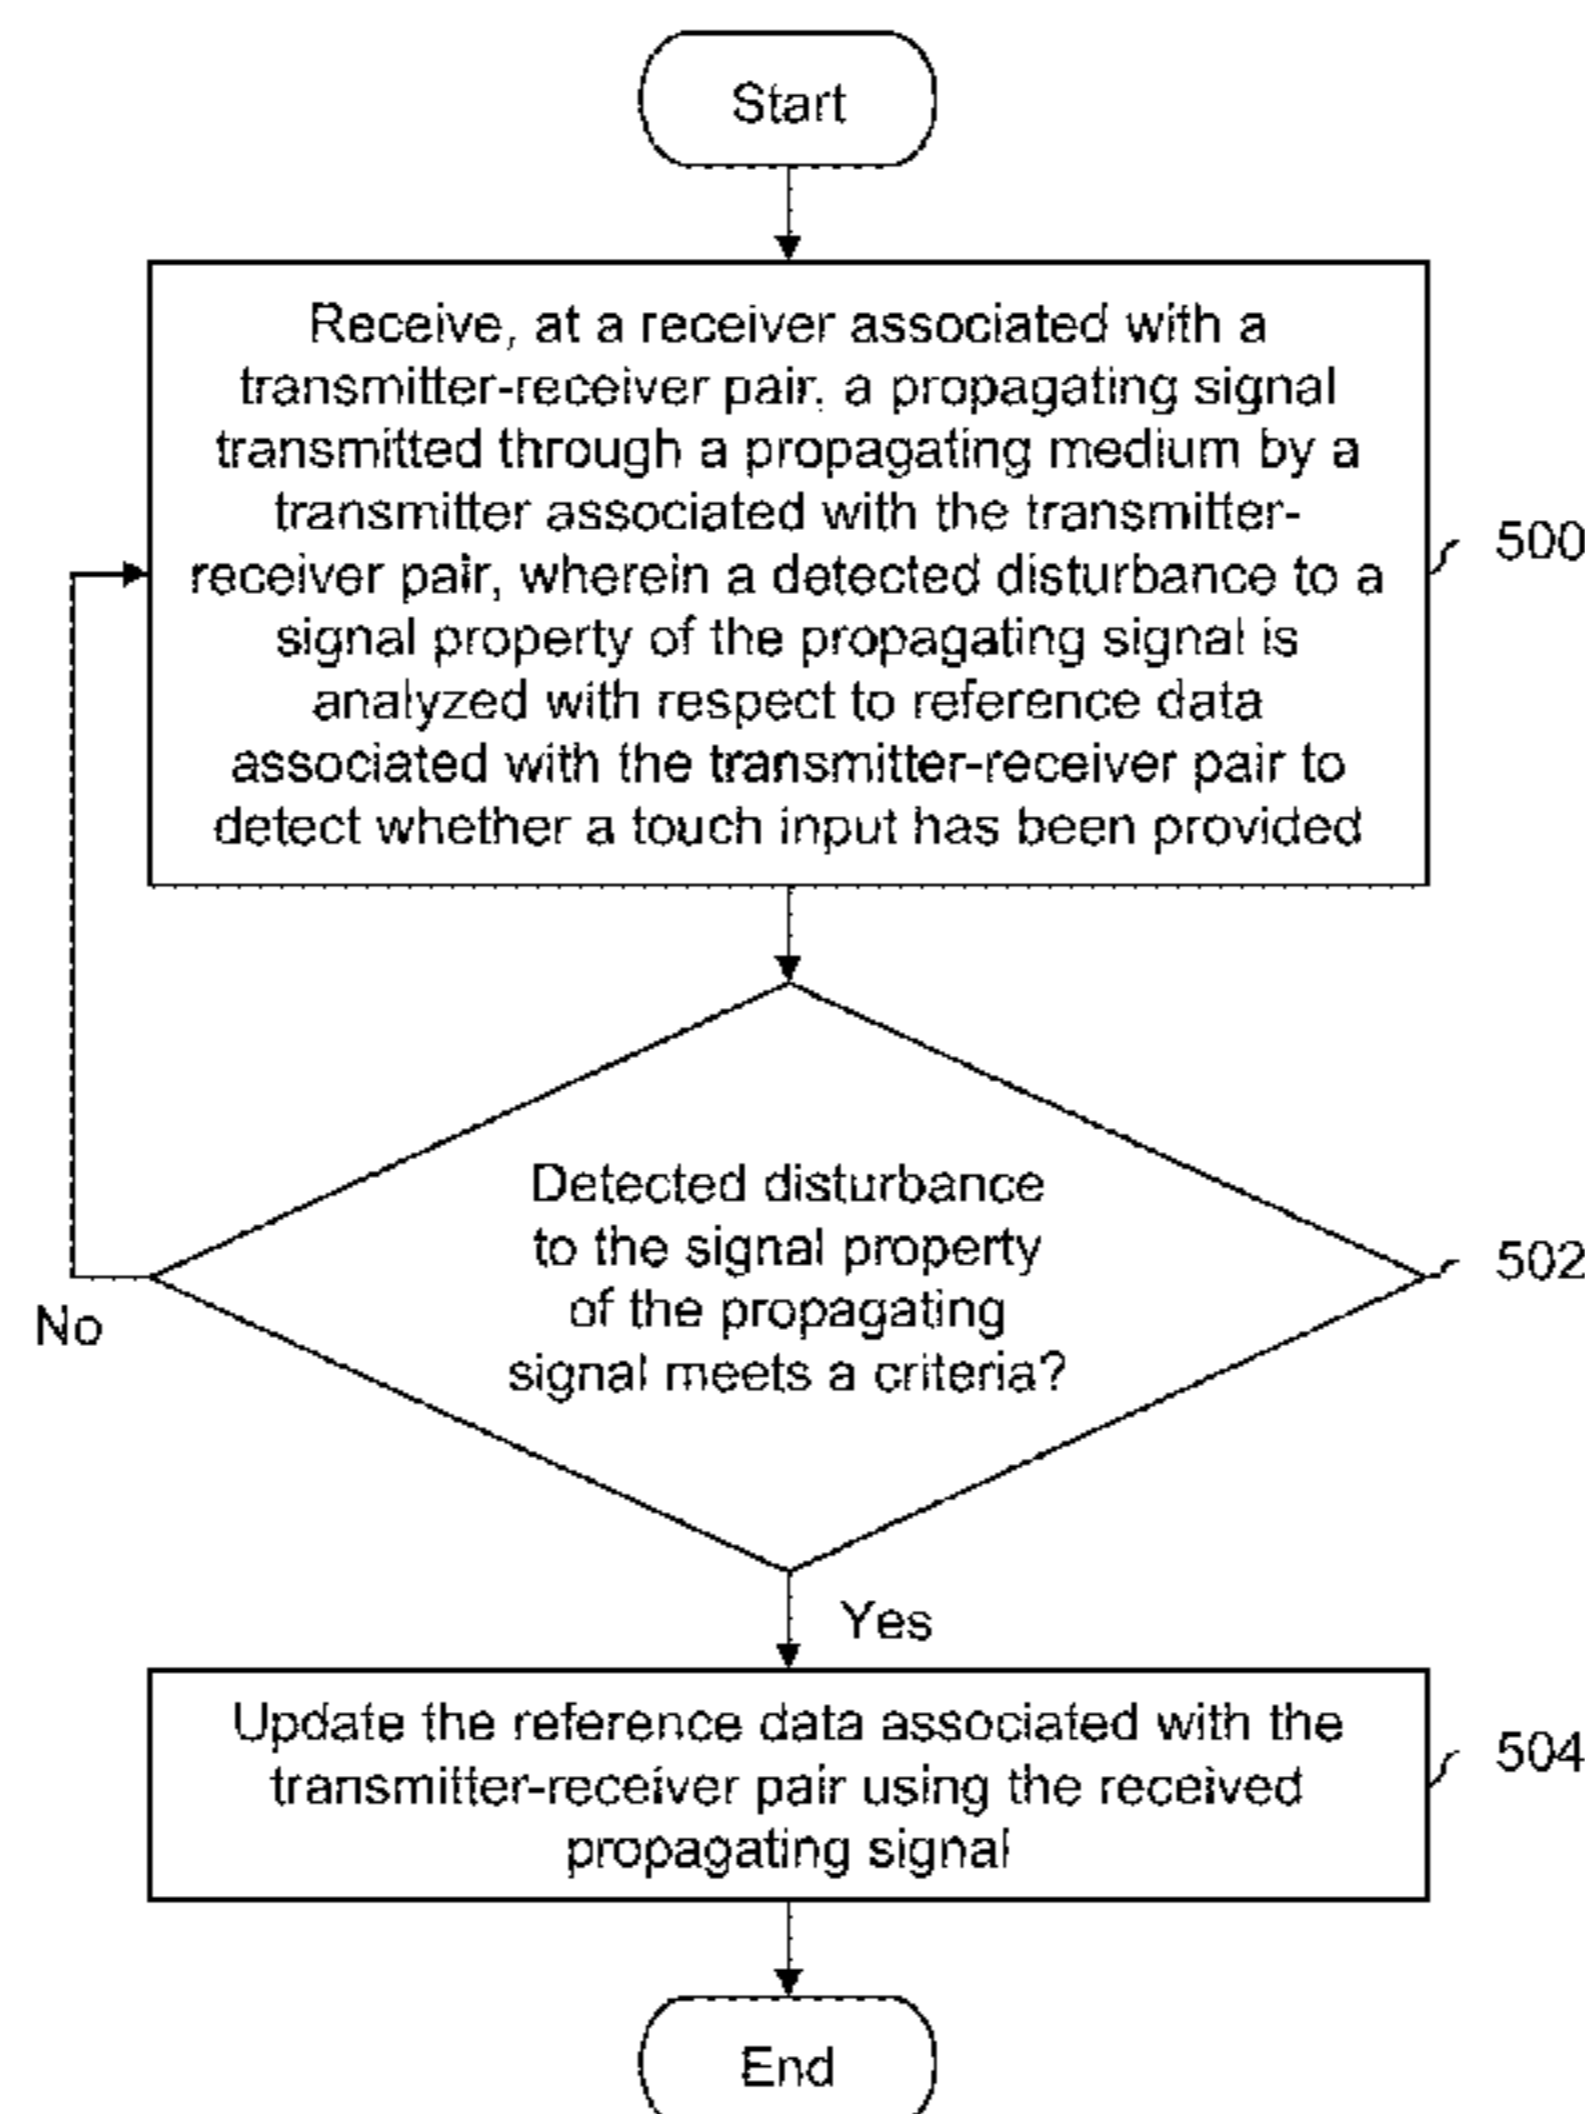 Start
Receive, at a receiver associated with a
transmitter-receiver pair, a propagating signal
transmitted through a propagating medium by a
transmitter associated with the transmitter-
receiver pair, wherein a detected disturbance to a
signal property of the propagating signal is
analyzed with respect to reference data
associated with the transmitter-receiver pair to
detect whether a touch input has been provided
500
Detected disturbance
to the signal property
of the propagating
signal meets a criteria?
502
No
Yes
Update the reference data associated with the
transmitter-receiver pair using the received
propagating signal
504
End